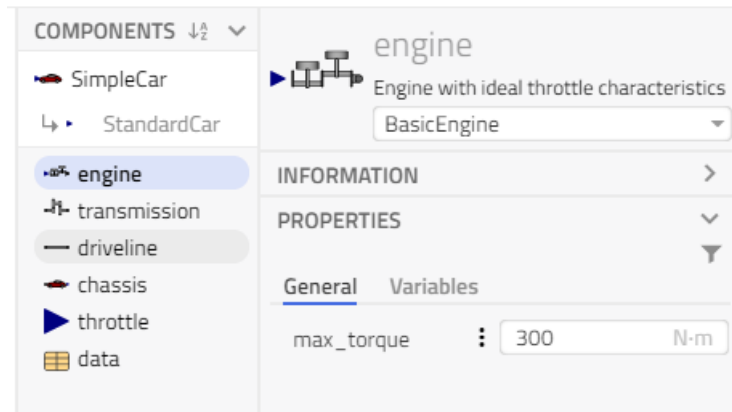 COMPONENTS
SimpleCar
StandardCar
engine
transmission
driveline
chassis
throttle
data
engine
Engine with ideal throttle characteristics
BasicEngine
INFORMATION
PROPERTIES
General Variables
max_torque 300 N·m